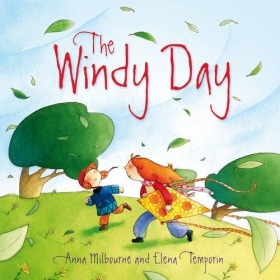 The
Windy Day
Anna Milbourne and Elena Temporin